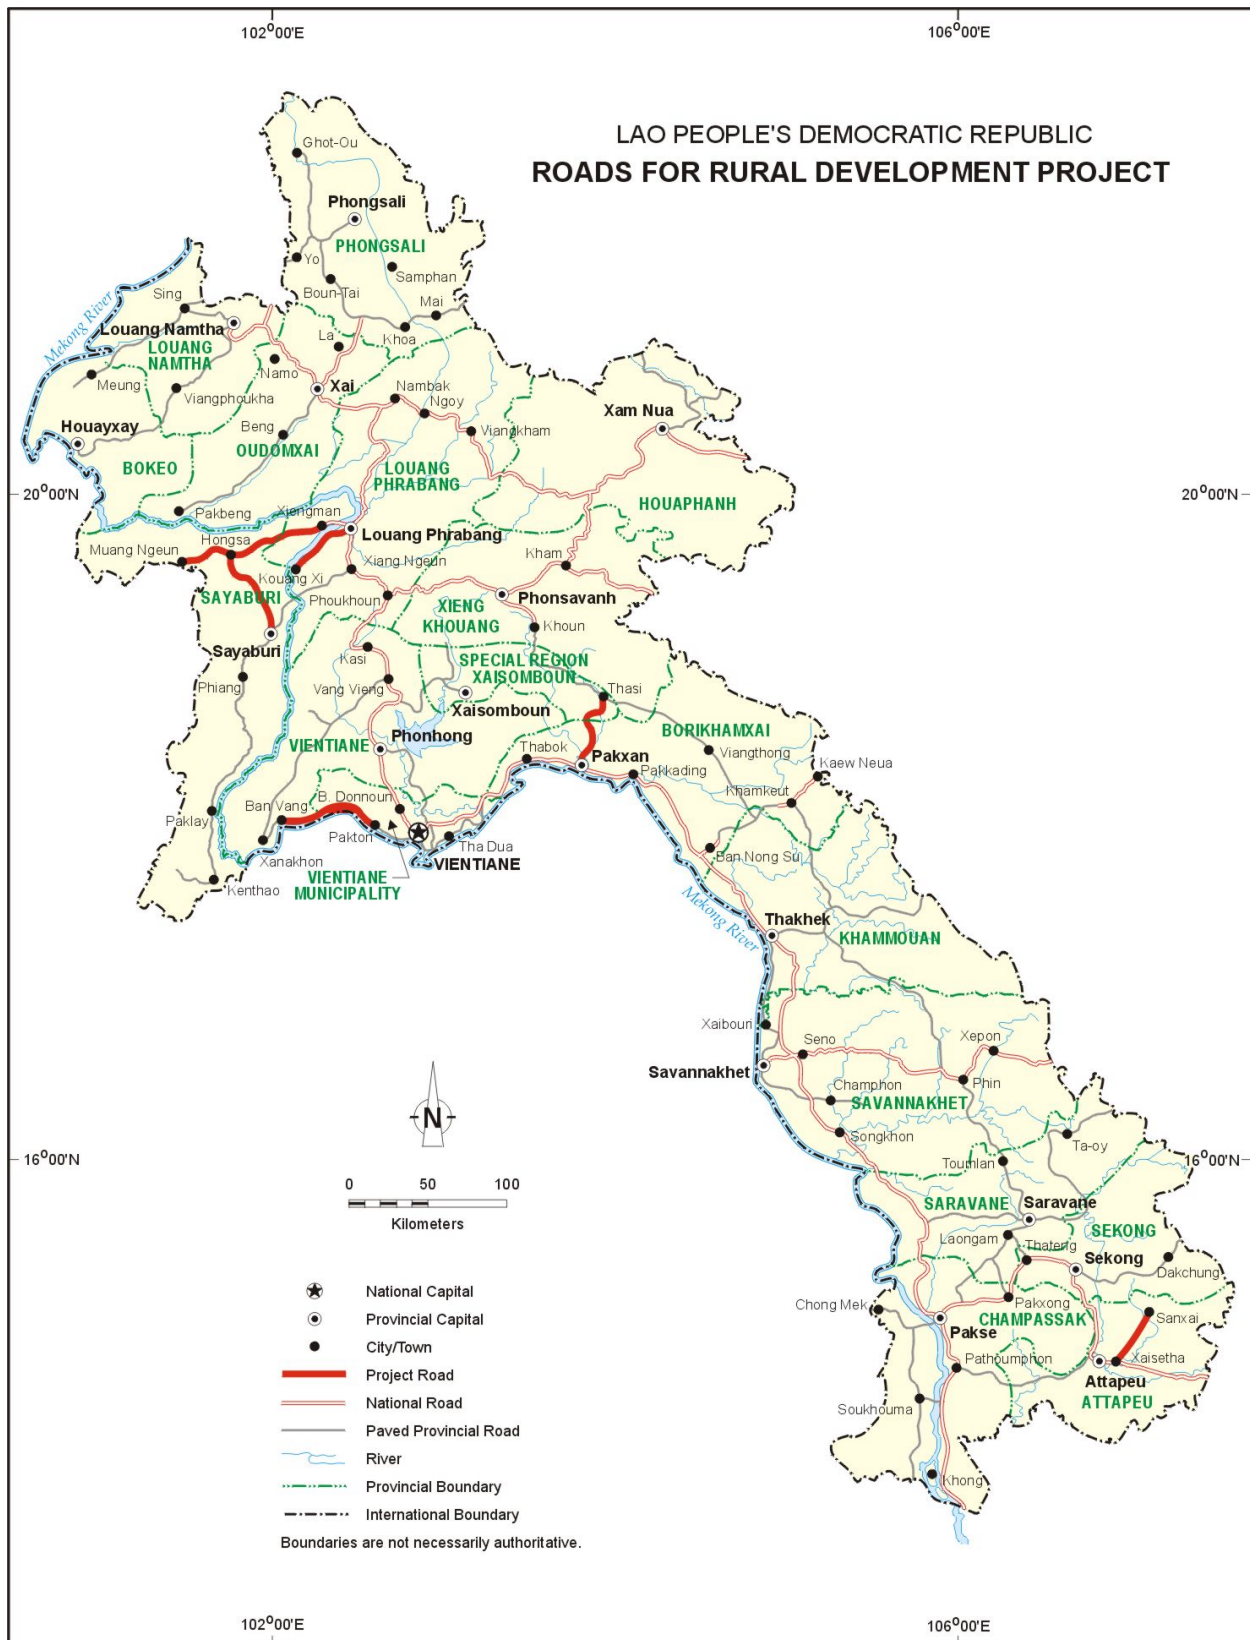 102°00'E
106°00'E
LAO PEOPLE'S DEMOCRATIC REPUBLIC
ROADS FOR RURAL DEVELOPMENT PROJECT
Ghot-Ou
Phongsali
PHONGSALI
Yo
Samphan
Boun-Tai
Sing
Mai
Mekong River
Louang Namtha
LOUANG
NAMTHA
La
Khoa
Namo
Meung
Viangphoukha
Xai
Nambak
Ngoy
Xam Nua
Houayxay
Beng
Viangkham
OUDOMXAI
BOKEO
LOUANG
PHRABANG
20°00'N
20°00'N
HOUAPHANH
Pakbeng
Xiengman
Louang Phrabang
Hongsa
Muang Ngeun
Kham
Xiang Ngeun
Kouang Xi
SAYABURI
Phoukhoun
Phonsavanh
XIENG
KHOUANG
Khoun
Sayaburi
Kasi
SPECIAL REGION
XAISOMBOUN
Phiang
Vang Vieng
Thasi
Xaisomboun
BORIKHAMXAI
VIENTIANE
Phonhong
Thabok
Pakxan
Viangthong
Kaew Neua
Pakkading
Khamkeut
Ban Vang
B. Donnoun
Paklay
Pakton
Tha Dua
Xanakhon
VIENTIANE
Ban Nong Su
Kenthao
VIENTIANE
MUNICIPALITY
Mekong River
Thakhek
KHAMMOUAN
Xaibouri
Seno
Xepon
Savannakhet
Champhon
Phin
SAVANNAKHET
N
Songkhon
Ta-oy
16°00'N
16°00'N
Toumlan
0 50 100
Kilometers
SARAVANE
Saravane
Laongam
SEKONG
Thateng
Sekong
Dakchung
National Capital
Chong Mek
Pakxong
Provincial Capital
CHAMPASSAK
Sanxai
Pakse
City/Town
Pathoumphon
Xaisetha
Project Road
Attapeu
National Road
Soukhouma
ATTAPEU
Paved Provincial Road
River
Khong
Provincial Boundary
International Boundary
Boundaries are not necessarily authoritative.
102°00'E
106°00'E